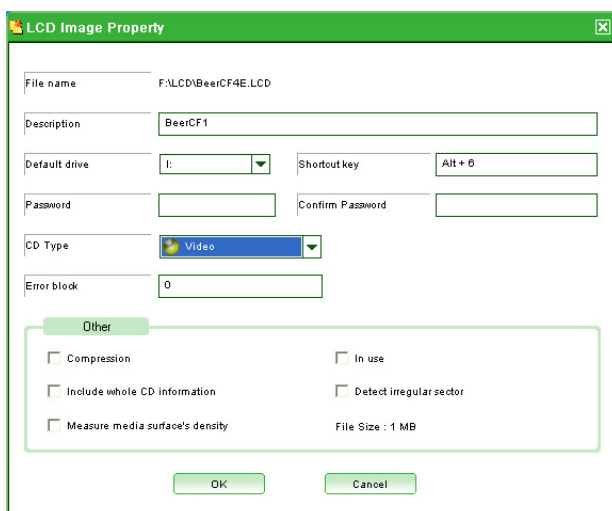 LCD Image Property
File name F:\LCD\BeerCF4E.LCD
Description BeerCF1
Default drive I: Shortcut key Alt + 6
Password Confirm Password
CD Type Video
Error block 0
Other
Compression In use
Include whole CD information Detect irregular sector
Measure media surface's density File Size : 1 MB
OK Cancel